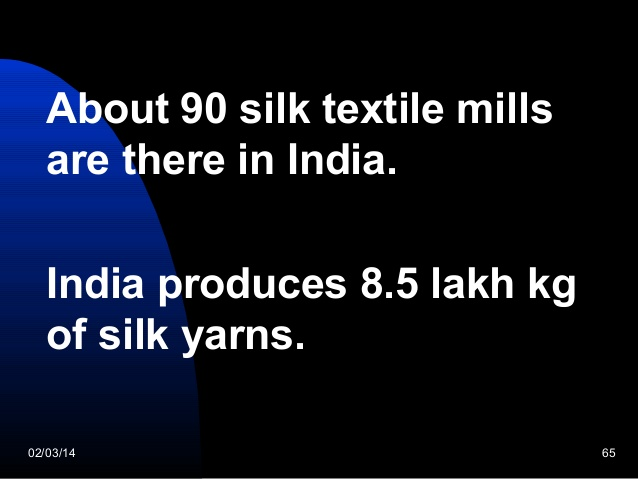 About 90 silk textile mills
are there in India.
India produces 8.5 lakh kg
of silk yarns.
02/03/14
65